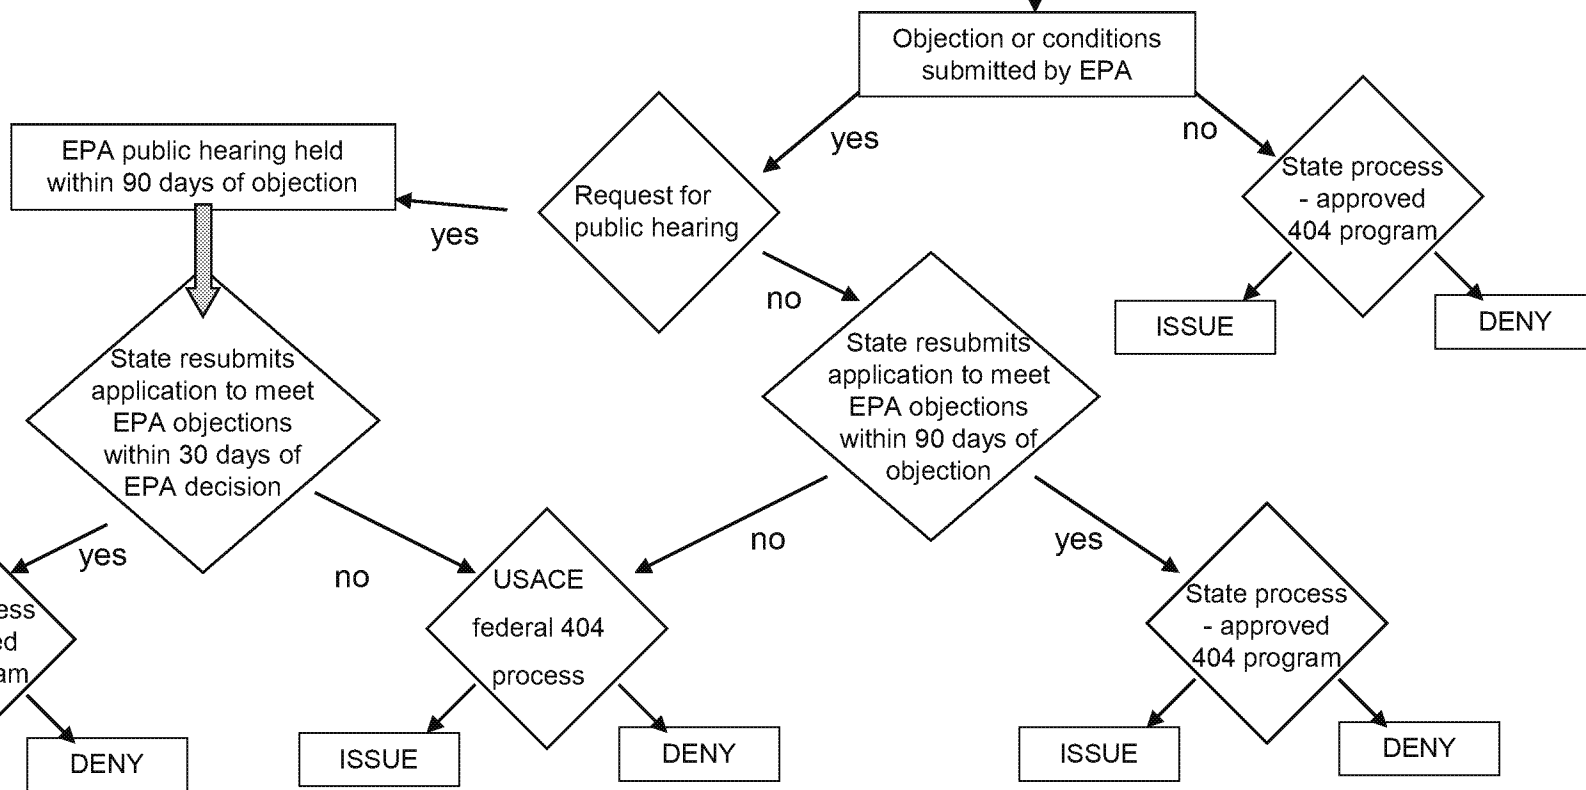 Objection or conditions
submitted by EPA
yes
no
EPA public hearing held
within 90 days of objection
yes
Request for
public hearing
no
State process
- approved
404 program
ISSUE
DENY
State resubmits
application to meet
EPA objections
within 30 days of
EPA decision
yes
no
State resubmits
application to meet
EPA objections
within 90 days of
objection
no
yes
ess
ed
am
DENY
USACE
federal 404
process
ISSUE
DENY
State process
- approved
404 program
ISSUE
DENY